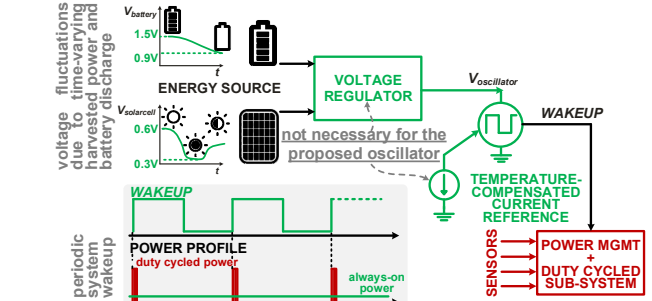 voltage fluctuations
due to time-varying
harvested power and
battery discharge
Vbattery
1.5V
0.9V
t
ENERGY SOURCE
Vsolarcell
0.6V
0.3V
t
VOLTAGE
REGULATOR
Voscillator
WAKEUP
not necessary for the
proposed oscillator
TEMPERATURE-
COMPENSATED
CURRENT
REFERENCE
periodic
system
wakeup
WAKEUP
POWER PROFILE
duty cycled power
always-on
power
SENSORS
POWER MGMT
+
DUTY CYCLED
SUB-SYSTEM